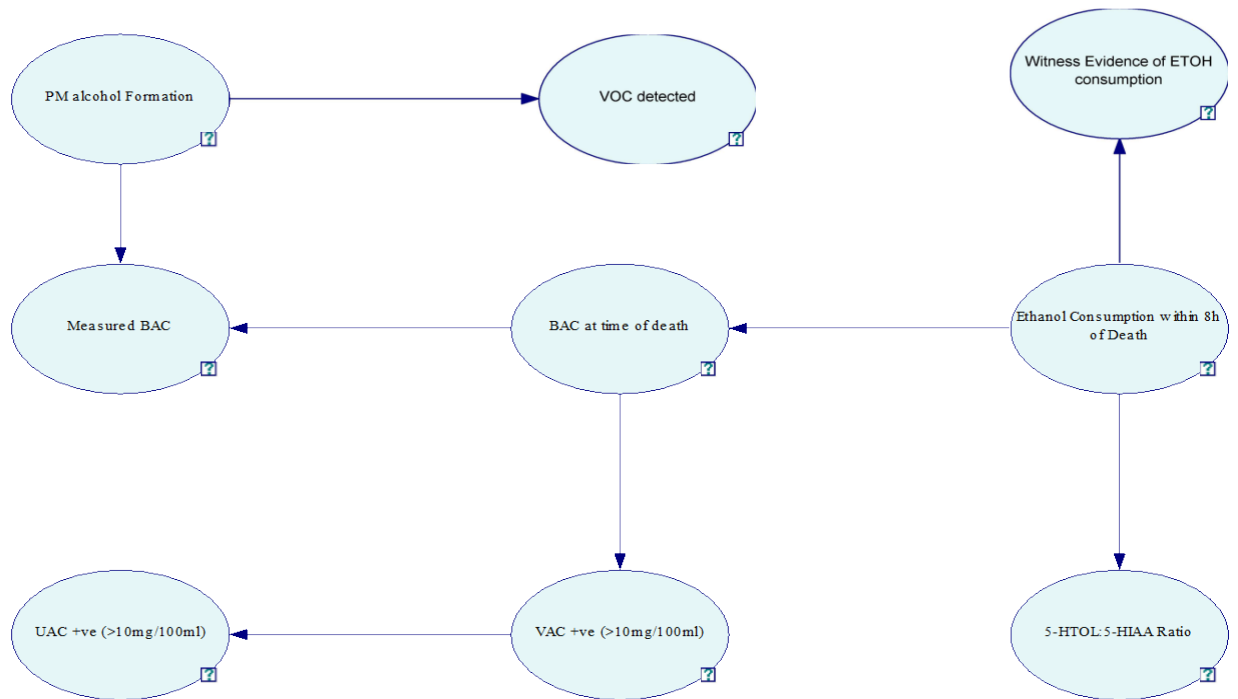 PM alcohol Formation
?
VOC detected
?
Witness Evidence of ETOH
consumption
?
Measured BAC
?
BAC at time of death
?
Ethanol Consumption within 8h
of Death
?
UAC +ve (>10mg/100ml)
?
VAC +ve (>10mg/100ml)
?
5-HTOL:5-HIAA Ratio
?